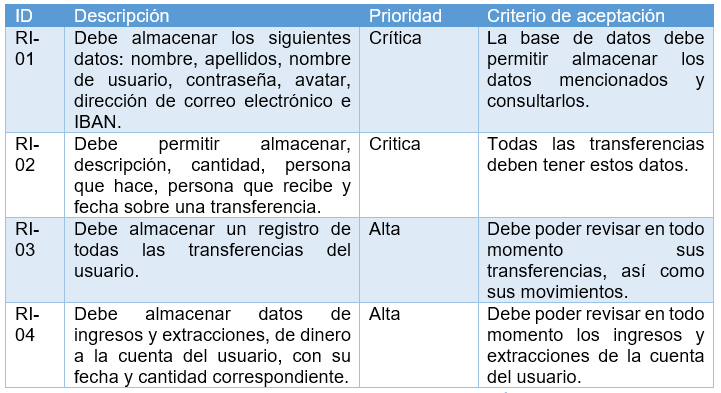 ID Descripción Prioridad Criterio de aceptación
RI-01
Debe almacenar los siguientes
datos: nombre, apellidos, nombre
de usuario, contraseña, avatar,
dirección de correo electrónico e
IBAN.
Crítica
La base de datos debe
permitir almacenar los
datos mencionados y
consultarlos.
RI-02
Debe permitir almacenar,
descripción, cantidad, persona
que hace, persona que recibe y
fecha sobre una transferencia.
Critica
Todas las transferencias
deben tener estos datos.
RI-03
Debe almacenar un registro de
todas las transferencias del
usuario.
Alta
Debe poder revisar en todo
momento sus
transferencias, así como
sus movimientos.
RI-04
Debe almacenar datos de
ingresos y extracciones, de dinero
a la cuenta del usuario, con su
fecha y cantidad correspondiente.
Alta
Debe poder revisar en todo
momento los ingresos y
extracciones de la cuenta
del usuario.